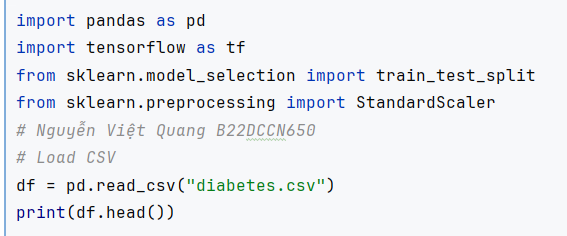 import pandas as pd
import tensorflow as tf
from sklearn.model_selection import train_test_split
from sklearn.preprocessing import StandardScaler
# Nguyễn Việt Quang B22DCCN650
# Load CSV
df = pd.read_csv("diabetes.csv")
print(df.head())